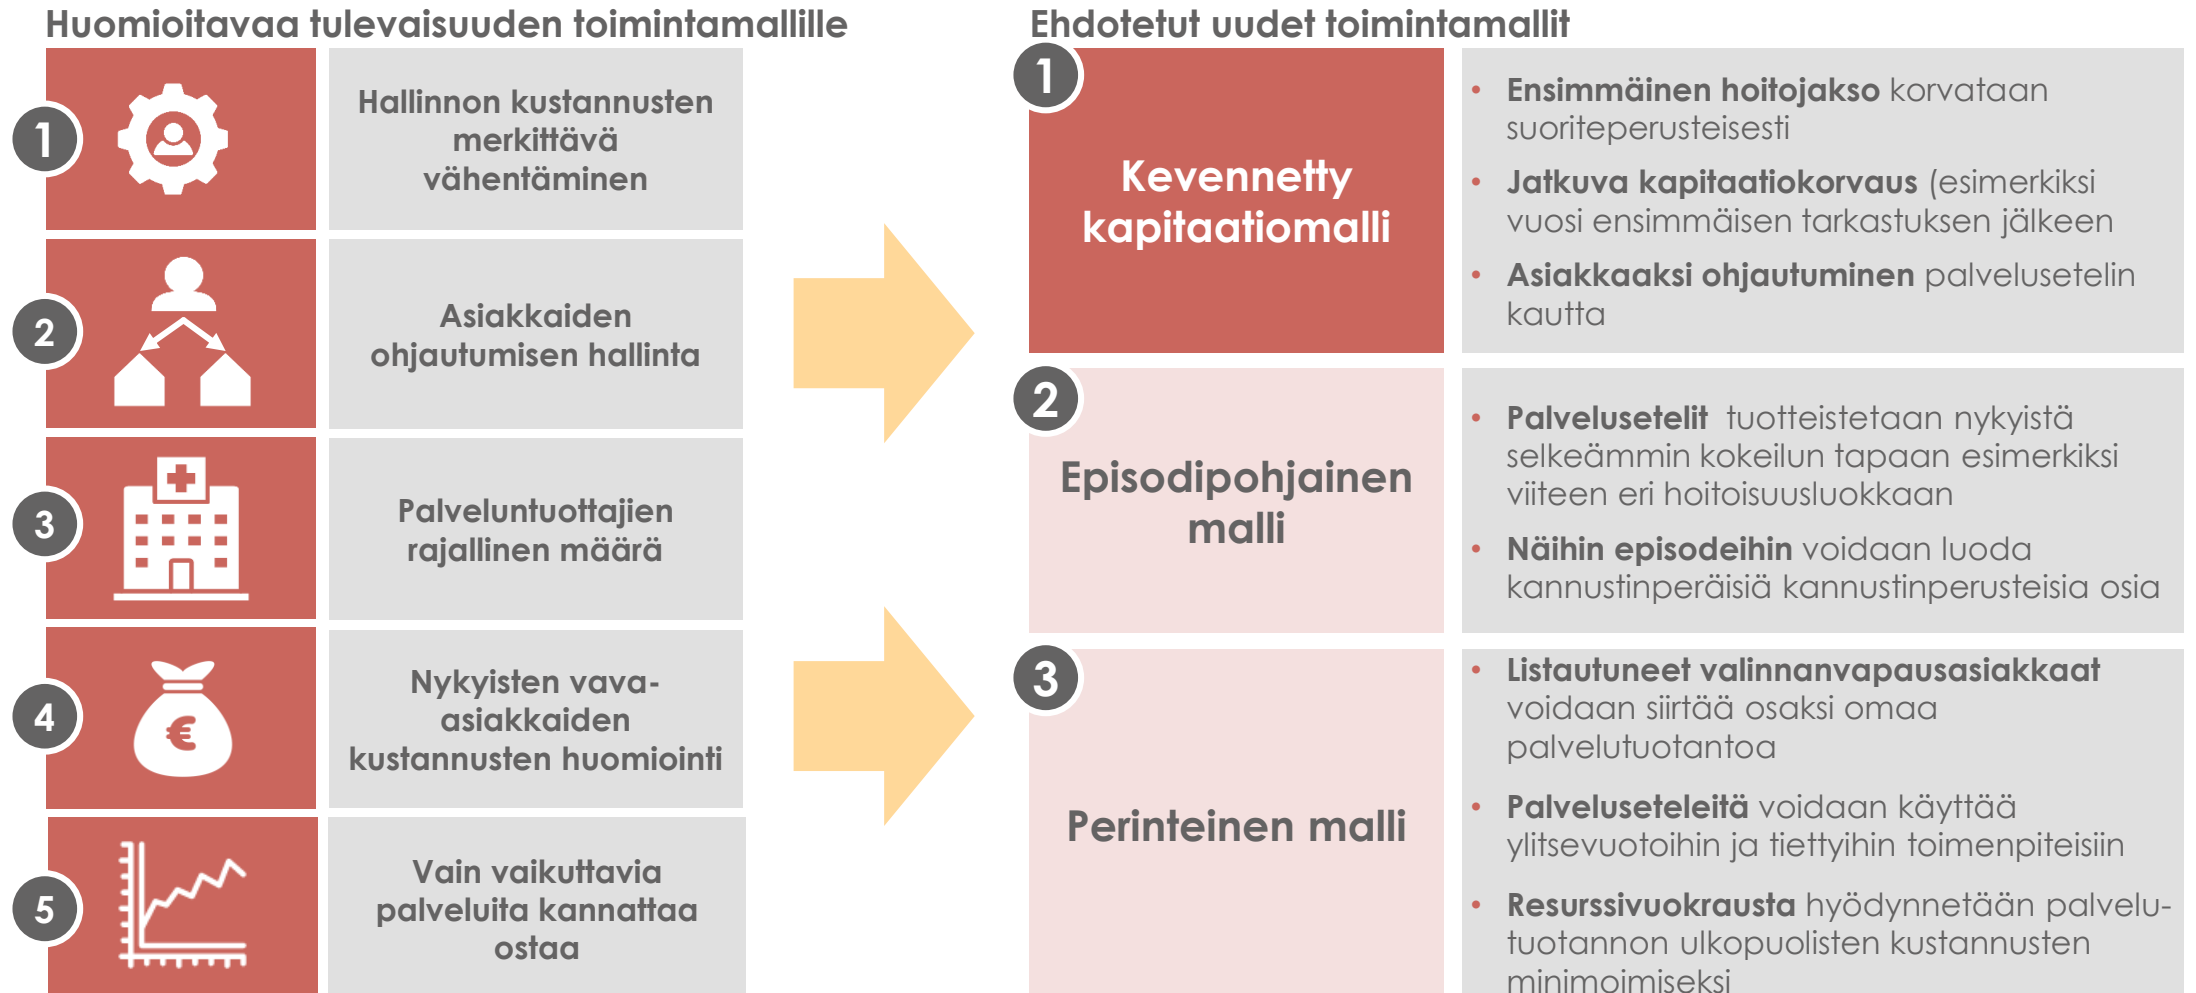 Huomioitavaa tulevaisuuden toimintamallille
1
Hallinnon kustannusten
merkittävä
vähentäminen
2
Asiakkaiden
ohjautumisen hallinta
3
Palveluntuottajien
rajallinen määrä
4
€
Nykyisten vava-
asiakkaiden
kustannusten huomiointi
5
Vain vaikuttavia
palveluita kannattaa
ostaa
Ehdotetut uudet toimintamallit
1
Kevennetty
kapitaatiomalli
• Ensimmäinen hoitojakso korvataan
suoriteperusteisesti
• Jatkuva kapitaatiokorvaus (esimerkiksi
vuosi ensimmäisen tarkastuksen jälkeen
• Asiakkaaksi ohjautuminen palvelusetelin
kautta
2
Episodipohjainen
malli
• Palvelusetelit tuotteistetaan nykyistä
selkeämmin kokeilun tapaan esimerkiksi
viiteen eri hoitoisuusluokkaan
• Näihin episodeihin voidaan luoda
kannustinperäisiä kannustinperusteisia osia
3
Perinteinen malli
• Listautuneet valinnanvapausasiakkaat
voidaan siirtää osaksi omaa
palvelutuotantoa
• Palveluseteleitä voidaan käyttää
ylitsevuotoihin ja tiettyihin toimenpiteisiin
• Resurssivuokrausta hyödynnetään palvelu-
tuotannon ulkopuolisten kustannusten
minimoimiseksi